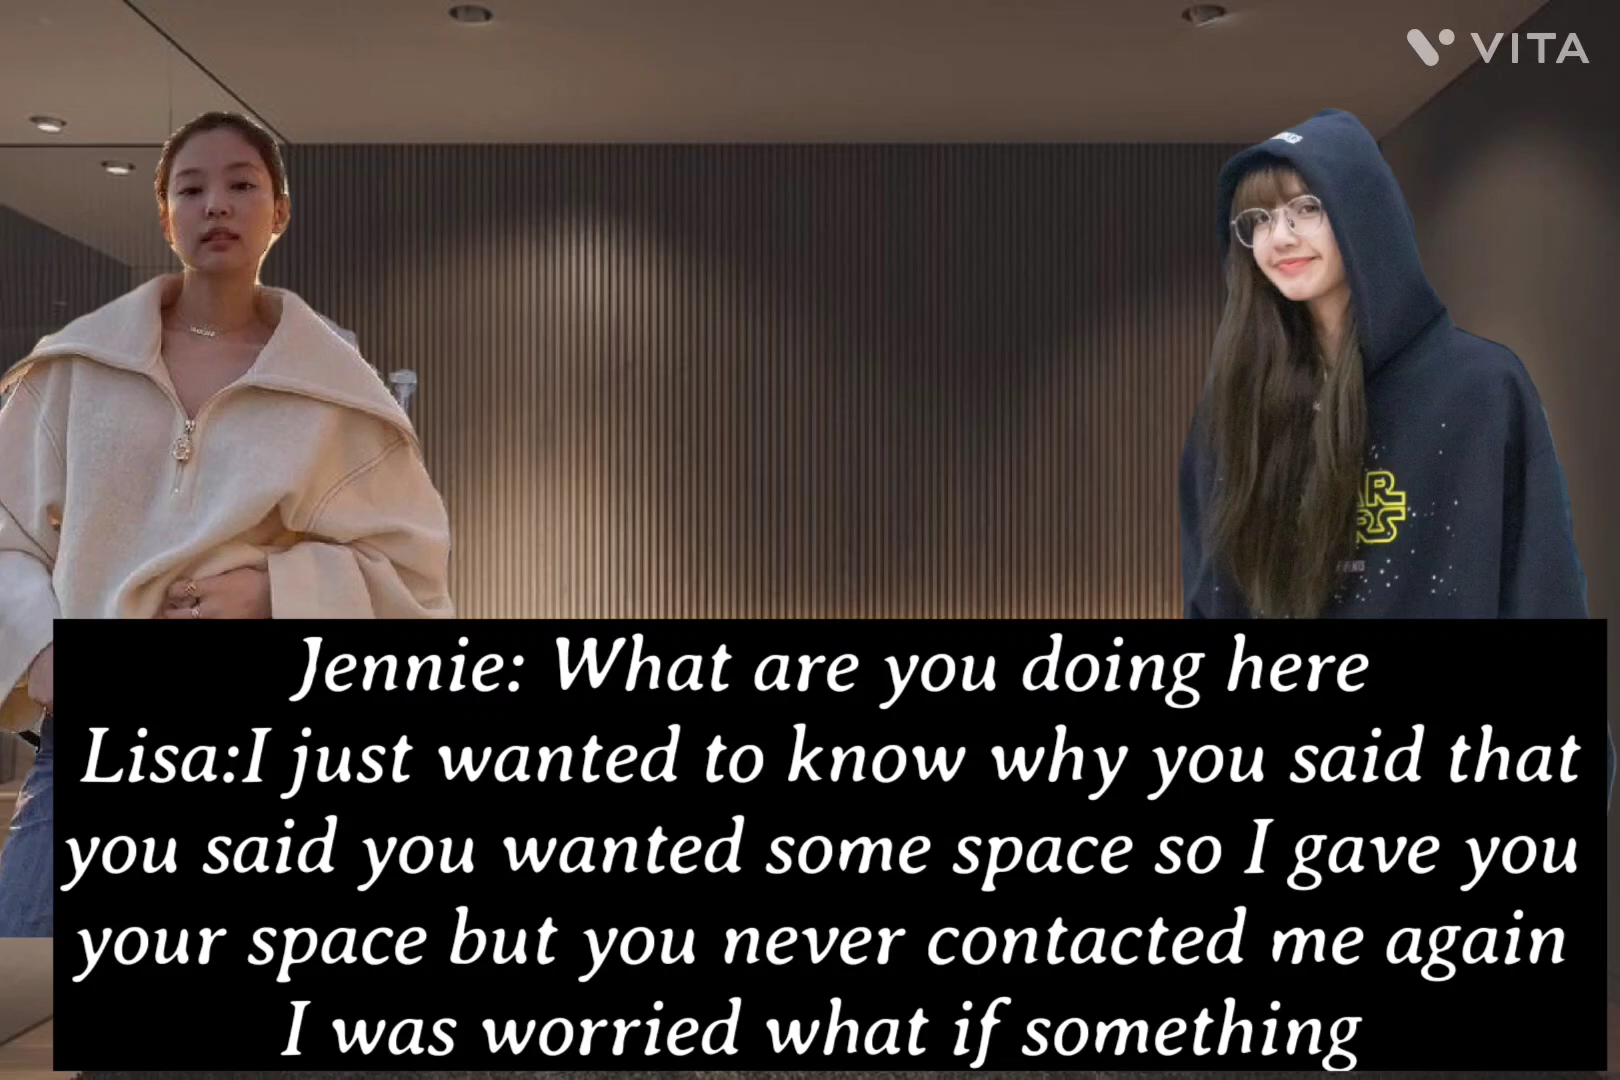 VITA
AR
RS
Jennie: What are you doing here
Lisa:I just wanted to know why you said that
you said you wanted some space so I gave you
your space but you never contacted me again
I was worried what if something